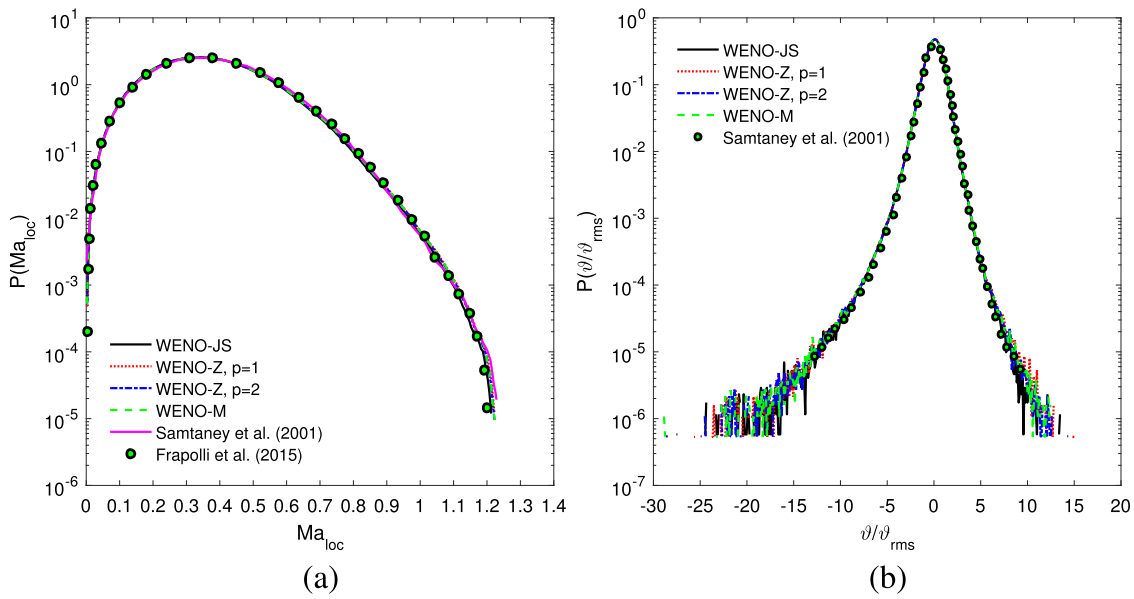 10^1
10^0
10^-1
10^-2
10^-3
10^-4
10^-5
10^-6
P(Ma_loc)
WENO-JS
WENO-Z, p=1
WENO-Z, p=2
WENO-M
Samtaney et al. (2001)
Frapolli et al. (2015)
0 0.1 0.2 0.3 0.4 0.5 0.6 0.7 0.8 0.9 1 1.1 1.2 1.3 1.4
Ma_loc
(a)
10^0
10^-1
10^-2
10^-3
10^-4
10^-5
10^-6
10^-7
P(ϑ/ϑ_rms)
WENO-JS
WENO-Z, p=1
WENO-Z, p=2
WENO-M
Samtaney et al. (2001)
-30 -25 -20 -15 -10 -5 0 5 10 15 20
ϑ/ϑ_rms
(b)